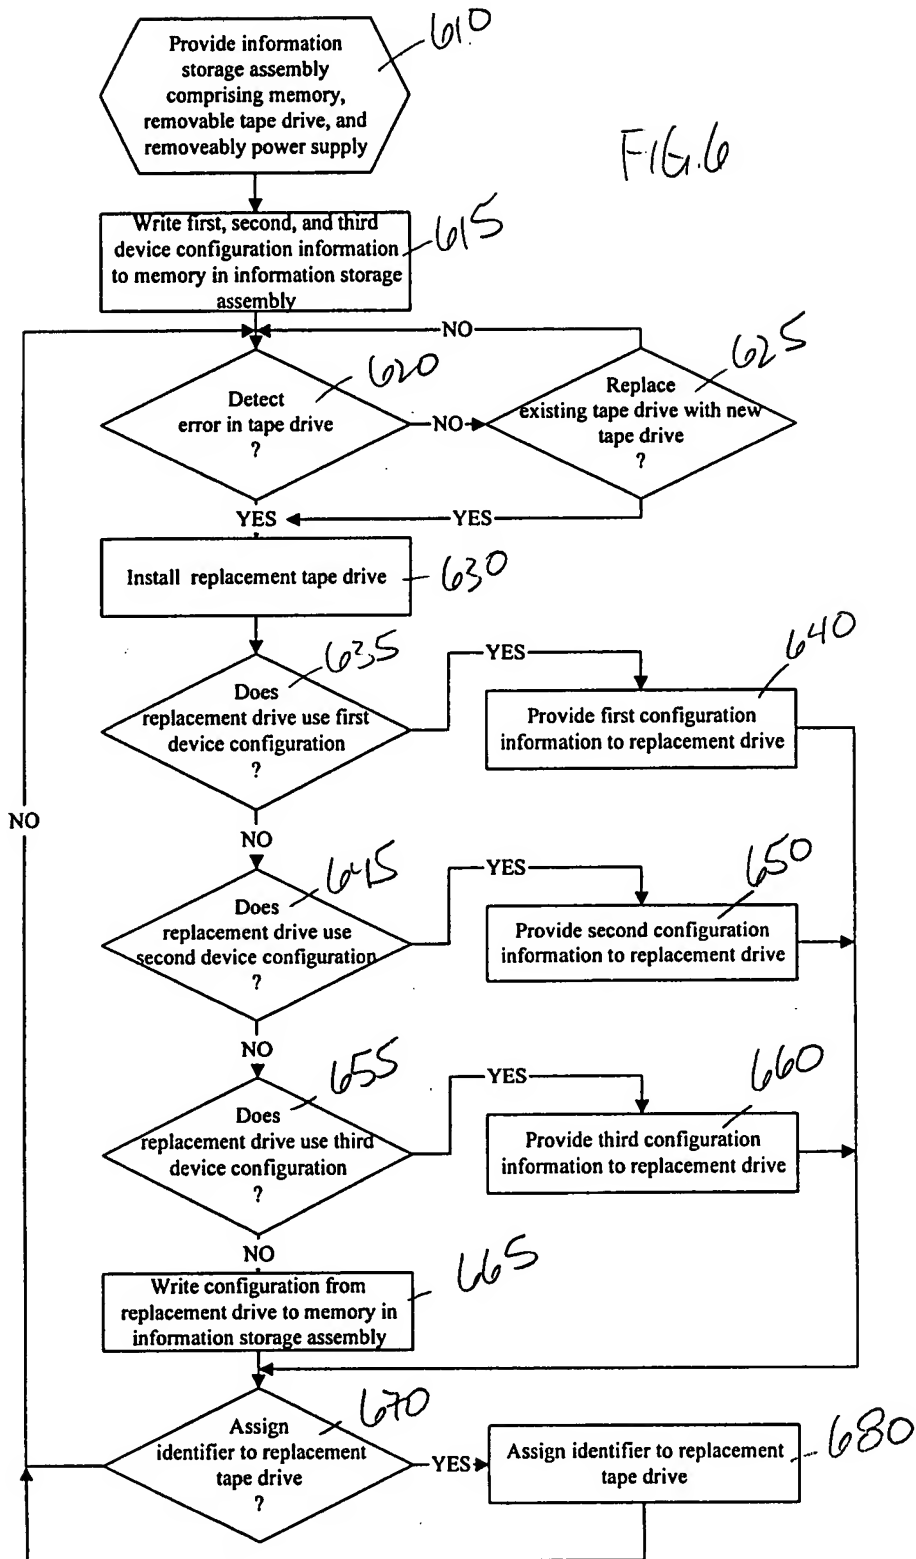 Provide information
storage assembly
comprising memory,
removable tape drive, and
removeably power supply
610
FIG.6
Write first, second, and third
device configuration information
to memory in information storage
assembly
615
NO
Detect
error in tape drive
?
620
NO
Replace
existing tape drive with new
tape drive
?
625
YES
YES
Install replacement tape drive
630
Does
replacement drive use first
device configuration
?
635
YES
Provide first configuration
information to replacement drive
640
NO
NO
Does
replacement drive use
second device configuration
?
645
YES
Provide second configuration
information to replacement drive
650
NO
Does
replacement drive use third
device configuration
?
655
YES
Provide third configuration
information to replacement drive
660
NO
Write configuration from
replacement drive to memory in
information storage assembly
665
Assign
identifier to replacement
tape drive
?
670
YES
Assign identifier to replacement
tape drive
680